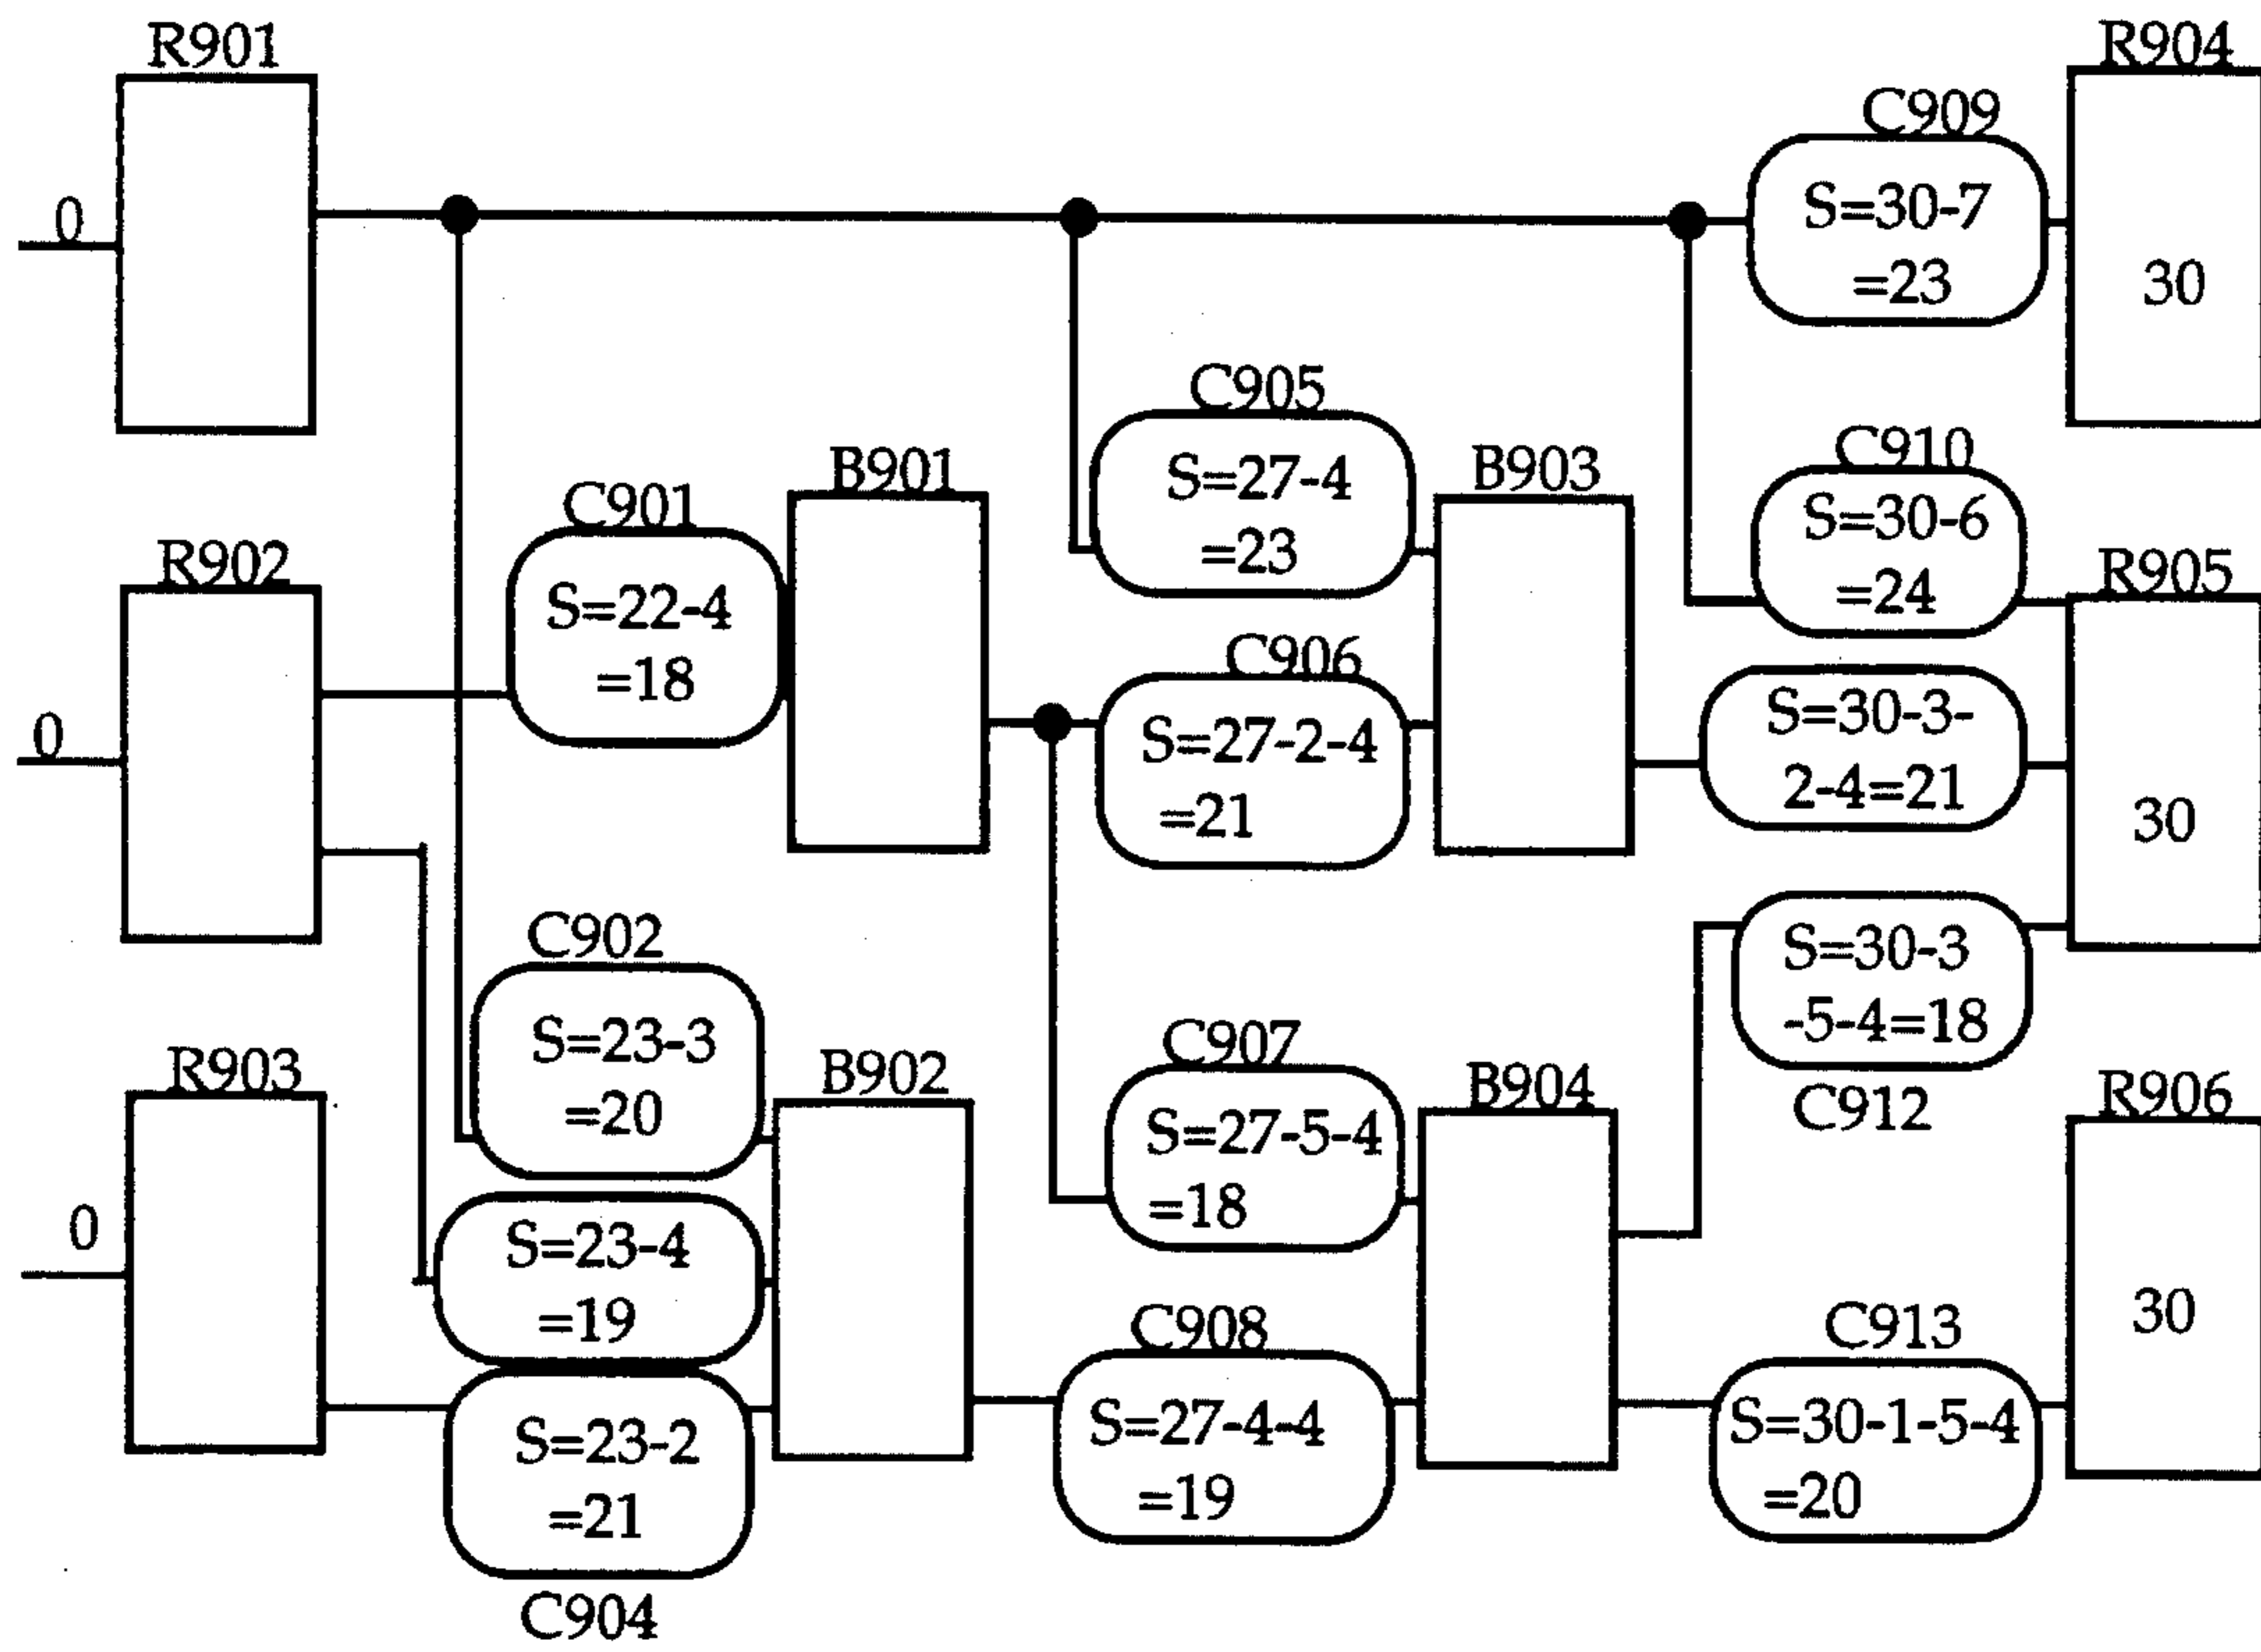 R901
R904
C909
0
S=30-7
=23
30
C905
C910
B901
B903
S=27-4
S=30-6
C901
=23
R902
R905
S=22-4
=24
C906
=18
0
S=27-2-4
S=30-3-
=21
2-4=21
30
C902
S=30-3
-5-4=18
R903
S=23-3
B902
C907
B904
R906
=20
S=27-5-4
C912
0
=18
S=23-4
30
=19
C908
C913
S=23-2
S=27-4-4
S=30-1-5-4
=21
=19
=20
C904